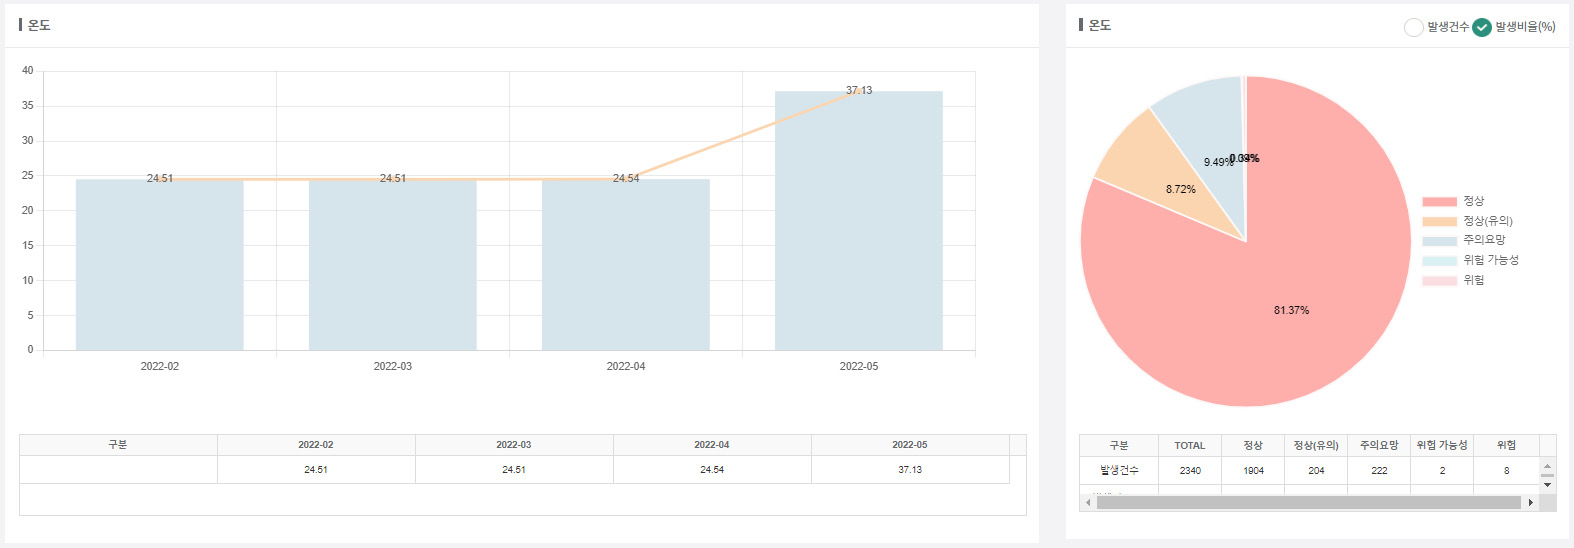 온도
40
35
30
25
20
15
10
5
0
24.51
24.51
24.54
37.13
2022-02
2022-03
2022-04
2022-05
구분 2022-02 2022-03 2022-04 2022-05
24.51 24.51 24.54 37.13
온도
발생건수 발생비율(%)
9.49%
8.72%
81.37%
정상
정상(유의)
주의요망
위험 가능성
위험
구분 TOTAL 정상 정상(유의) 주의요망 위험 가능성 위험
발생건수 2340 1904 204 222 2 8